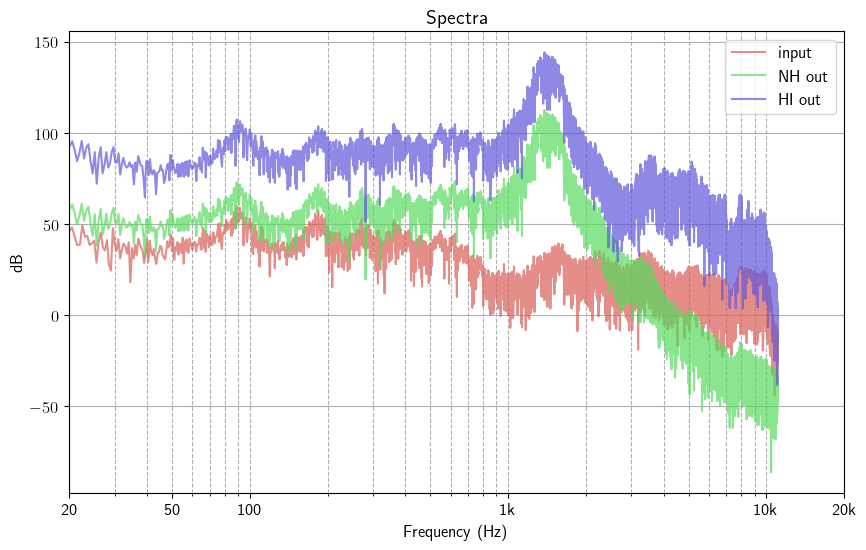 Spectra
dB
150
100
50
0
−50
input
NH out
HI out
20
50
100
1k
10k
20k
Frequency (Hz)